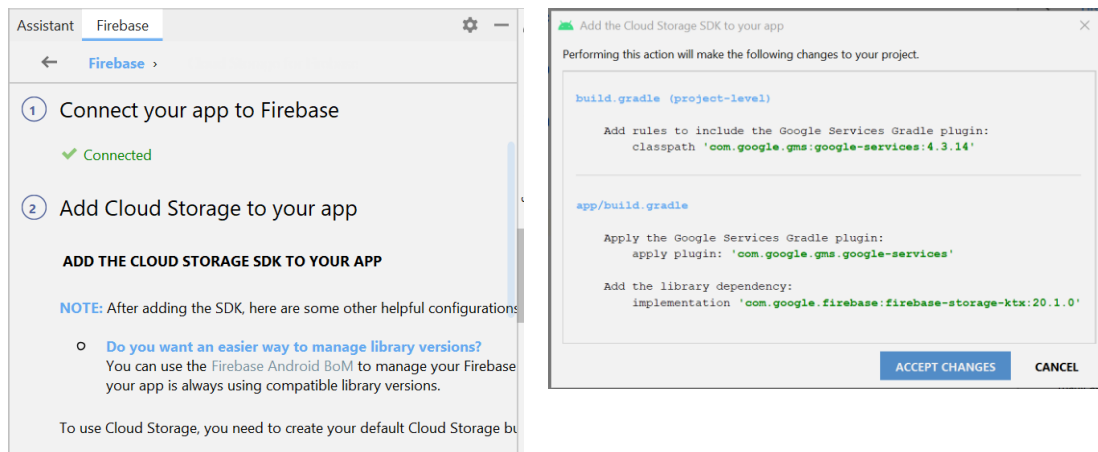 Assistant
Firebase
Firebase ›
1 Connect your app to Firebase
Connected
2 Add Cloud Storage to your app
ADD THE CLOUD STORAGE SDK TO YOUR APP
NOTE: After adding the SDK, here are some other helpful configurations
Do you want an easier way to manage library versions?
You can use the Firebase Android BoM to manage your Firebase
your app is always using compatible library versions.
To use Cloud Storage, you need to create your default Cloud Storage
Add the Cloud Storage SDK to your app
Performing this action will make the following changes to your project.
build.gradle (project-level)
Add rules to include the Google Services Gradle plugin:
classpath 'com.google.gms:google-services:4.3.14'
app/build.gradle
Apply the Google Services Gradle plugin:
apply plugin: 'com.google.gms.google-services'
Add the library dependency:
implementation 'com.google.firebase:firebase-storage-ktx:20.1.0'
ACCEPT CHANGES
CANCEL